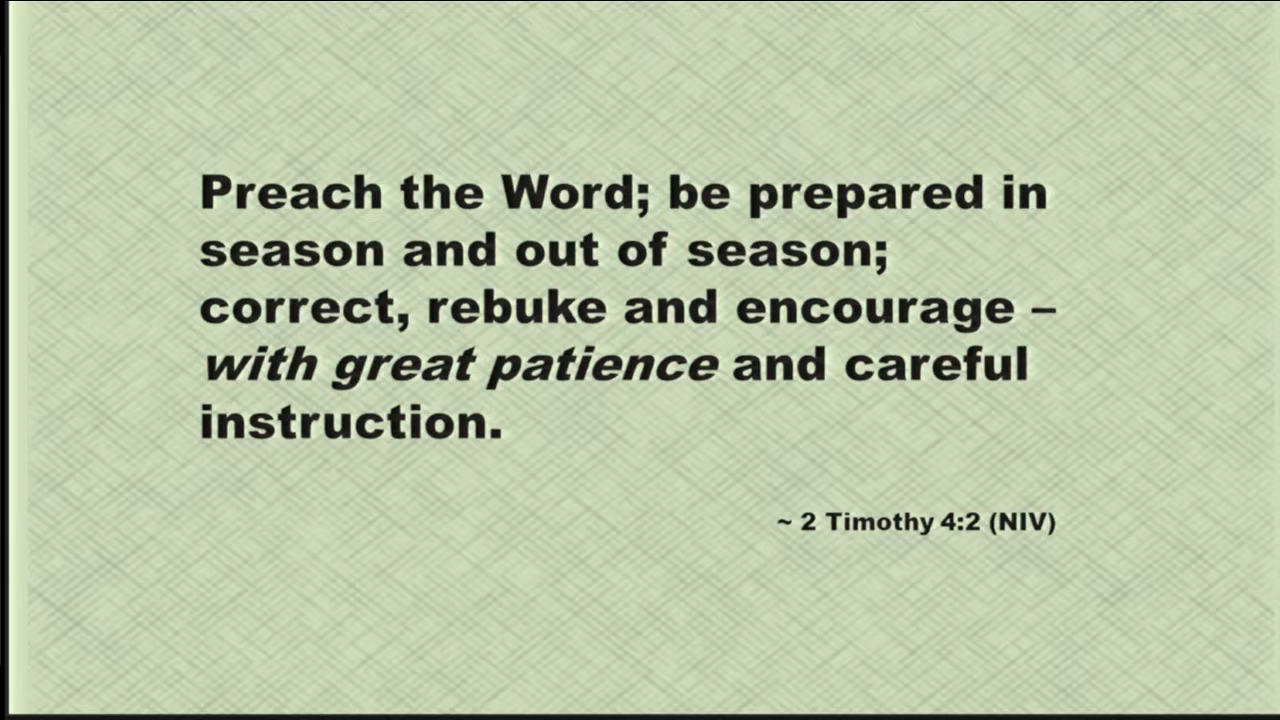 Preach the Word; be prepared in
season and out of season;
correct, rebuke and encourage –
with great patience and careful
instruction.
~ 2 Timothy 4:2 (NIV)